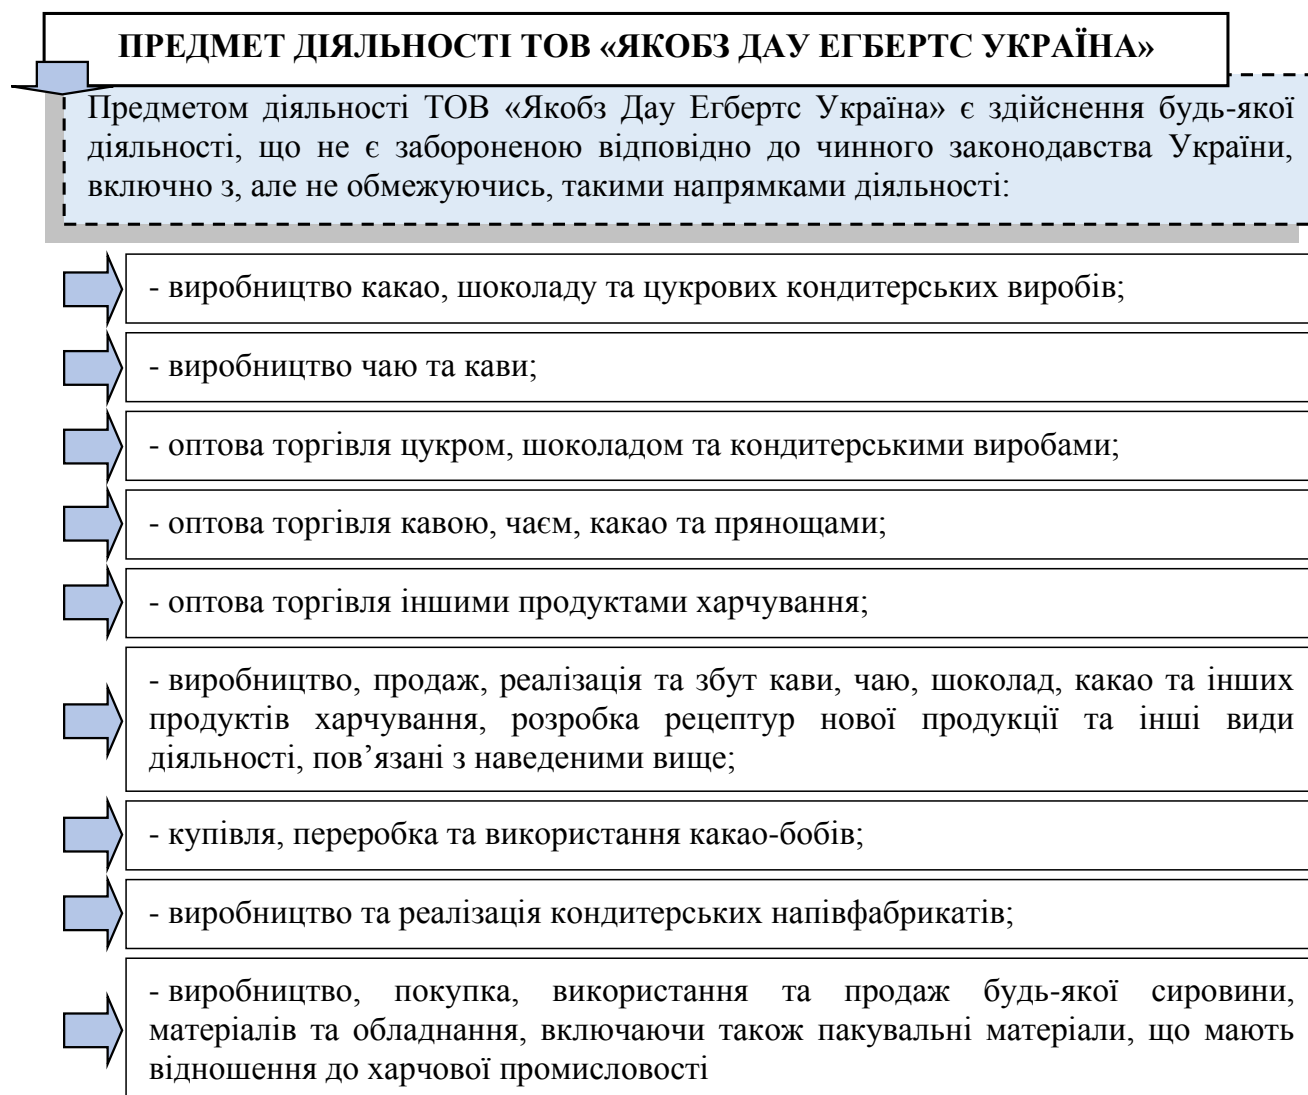 ПРЕДМЕТ ДІЯЛЬНОСТІ ТОВ «ЯКОБЗ ДАУ ЕГБЕРТС УКРАЇНА»
Предметом діяльності ТОВ «Якобз Дау Егбертс Україна» є здійснення будь-якої
діяльності, що не є забороненою відповідно до чинного законодавства України,
включно з, але не обмежуючись, такими напрямками діяльності:
- виробництво какао, шоколаду та цукрових кондитерських виробів;
- виробництво чаю та кави;
- оптова торгівля цукром, шоколадом та кондитерськими виробами;
- оптова торгівля кавою, чаєм, какао та прянощами;
- оптова торгівля іншими продуктами харчування;
- виробництво, продаж, реалізація та збут кави, чаю, шоколад, какао та інших
продуктів харчування, розробка рецептур нової продукції та інші види
діяльності, пов’язані з наведеними вище;
- купівля, переробка та використання какао-бобів;
- виробництво та реалізація кондитерських напівфабрикатів;
- виробництво, покупка, використання та продаж будь-якої сировини,
матеріалів та обладнання, включаючи також пакувальні матеріали, що мають
відношення до харчової промисловості